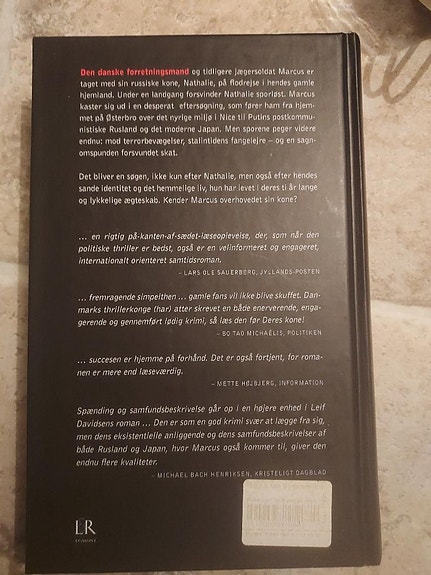 Den danske forretningsmand og tidligere jægersoldat Marcus er
taget med sin russiske kone, Nathalie, på flodrejse i hendes gamle
hjemland. Under en landgang forsvinder Nathalie sporløst. Marcus
kaster sig ud i en desperat eftersøgning, som fører ham fra hjem-
met på Østerbro over det nyrige miljø i Nice til Putins postkommu-
nistiske Rusland og det moderne Japan. Men sporene peger videre
endnu: mod terrorbevægelser, stalintidens fangelejre – og en sagn-
omspunden forsvundet skat.
Det bliver en søgen, ikke kun efter Nathalie, men også efter hendes
sande identitet og det hemmelige liv, hun har levet i deres ti år lange
og lykkelige ægteskab. Kender Marcus overhovedet sin kone?
... en rigtig på-kanten-af-sædet-læseoplevelse, der, som når den
politiske thriller er bedst, også er en velinformeret og engageret,
internationalt orienteret samtidsroman.
– LARS OLE SAUERBERG, JYLLANDS-POSTEN
... fremragende simpelthen ... gamle fans vil ikke blive skuffet. Dan-
marks thrillerkonge (har) atter skrevet en både enerverende, enga-
gerende og gennemført lødig krimi, så læs den før Deres kone!
– BO TAO MICHAËLIS, POLITIKEN
... succesen er hjemme på forhånd. Det er også fortjent, for roma-
nen er mere end læseværdig.
– METTE HØJBJERG, INFORMATION
Spænding og samfundsbeskrivelse går op i en højere enhed i Leif
Davidsens roman ... Den er som en god krimi svær at lægge fra sig,
men dens eksistentielle anliggende og dens samfundsbeskrivelser af
både Rusland og Japan, hvor Marcus også kommer til, giver den
endnu flere kvaliteter.
– MICHAEL BACH HENRIKSEN, KRISTELIGT DAGBLAD
LR
EGMONT